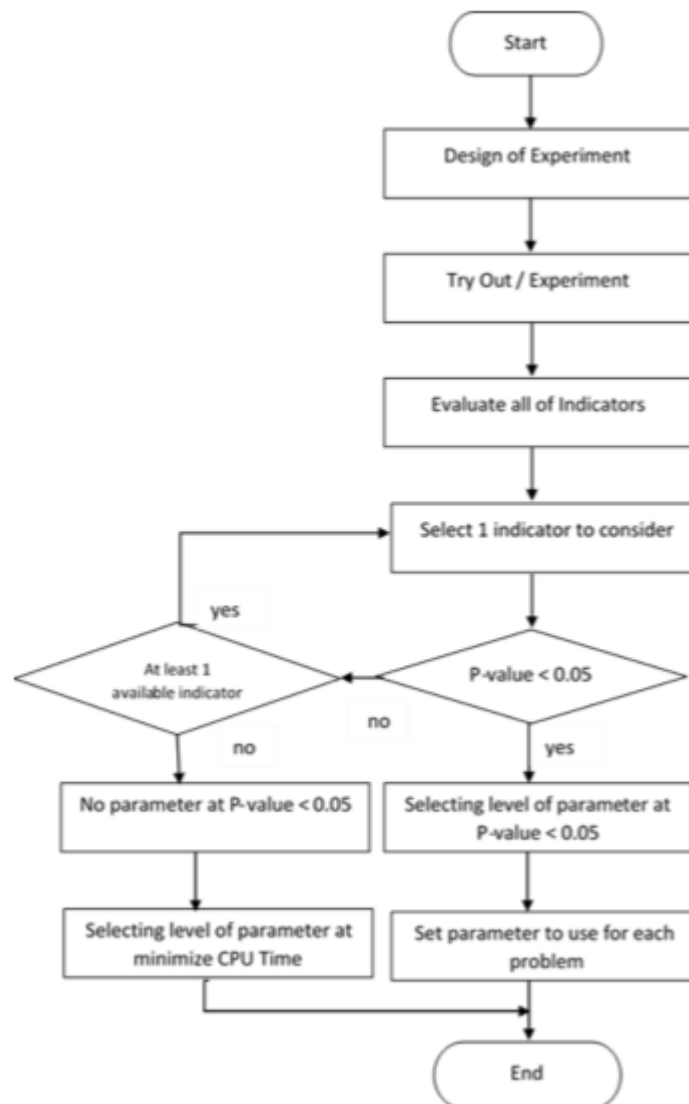 Start
Design of Experiment
Try Out / Experiment
Evaluate all of Indicators
Select 1 indicator to consider
yes
At least 1
available indicator
P-value < 0.05
no
no
yes
No parameter at P-value < 0.05
Selecting level of parameter at
P-value < 0.05
Selecting level of parameter at
minimize CPU Time
Set parameter to use for each
problem
End